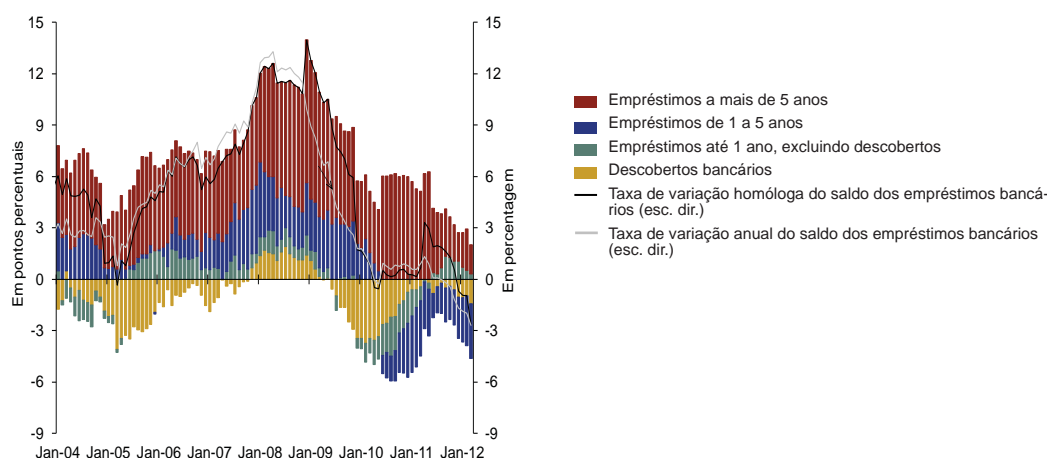 Em pontos percentuais
15
12
9
6
3
0
-3
-6
-9
15
12
9
6
3
0
-3
-6
-9
Em percentagem
Jan-04 Jan-05 Jan-06 Jan-07 Jan-08 Jan-09 Jan-10 Jan-11 Jan-12
Empréstimos a mais de 5 anos
Empréstimos de 1 a 5 anos
Empréstimos até 1 ano, excluindo descobertos
Descobertos bancários
Taxa de variação homóloga do saldo dos empréstimos bancá-
rios (esc. dir.)
Taxa de variação anual do saldo dos empréstimos bancários
(esc. dir.)